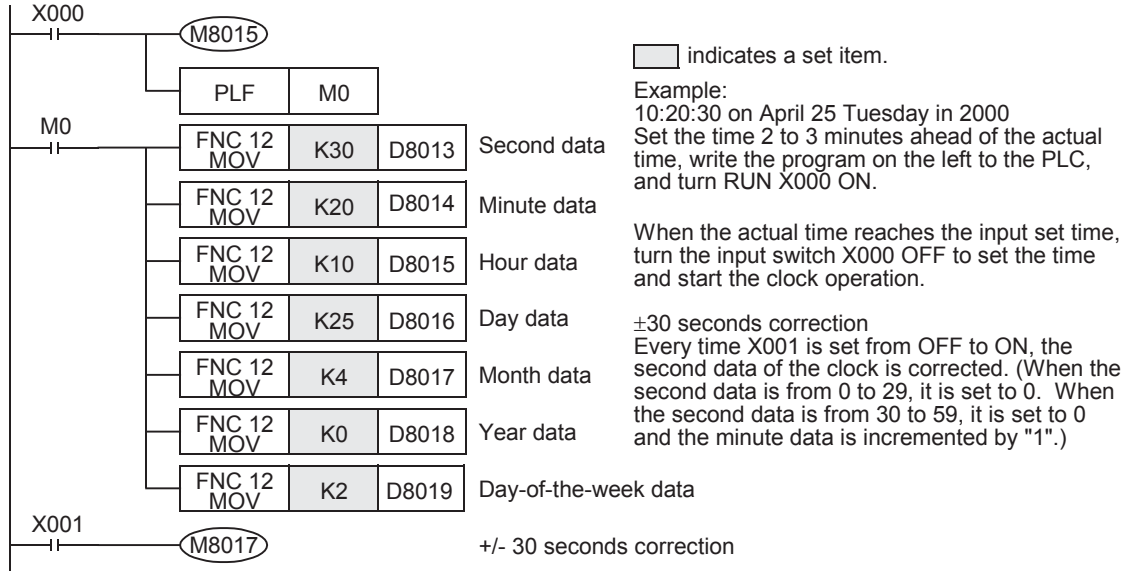 X000
M8015
PLF M0
M0
FNC 12
MOV K30 D8013 Second data
FNC 12
MOV K20 D8014 Minute data
FNC 12
MOV K10 D8015 Hour data
FNC 12
MOV K25 D8016 Day data
FNC 12
MOV K4 D8017 Month data
FNC 12
MOV K0 D8018 Year data
FNC 12
MOV K2 D8019 Day-of-the-week data
X001
M8017 +/- 30 seconds correction
indicates a set item.
Example:
10:20:30 on April 25 Tuesday in 2000
Set the time 2 to 3 minutes ahead of the actual
time, write the program on the left to the PLC,
and turn RUN X000 ON.
When the actual time reaches the input set time,
turn the input switch X000 OFF to set the time
and start the clock operation.
±30 seconds correction
Every time X001 is set from OFF to ON, the
second data of the clock is corrected. (When the
second data is from 0 to 29, it is set to 0. When
the second data is from 30 to 59, it is set to 0
and the minute data is incremented by "1".)